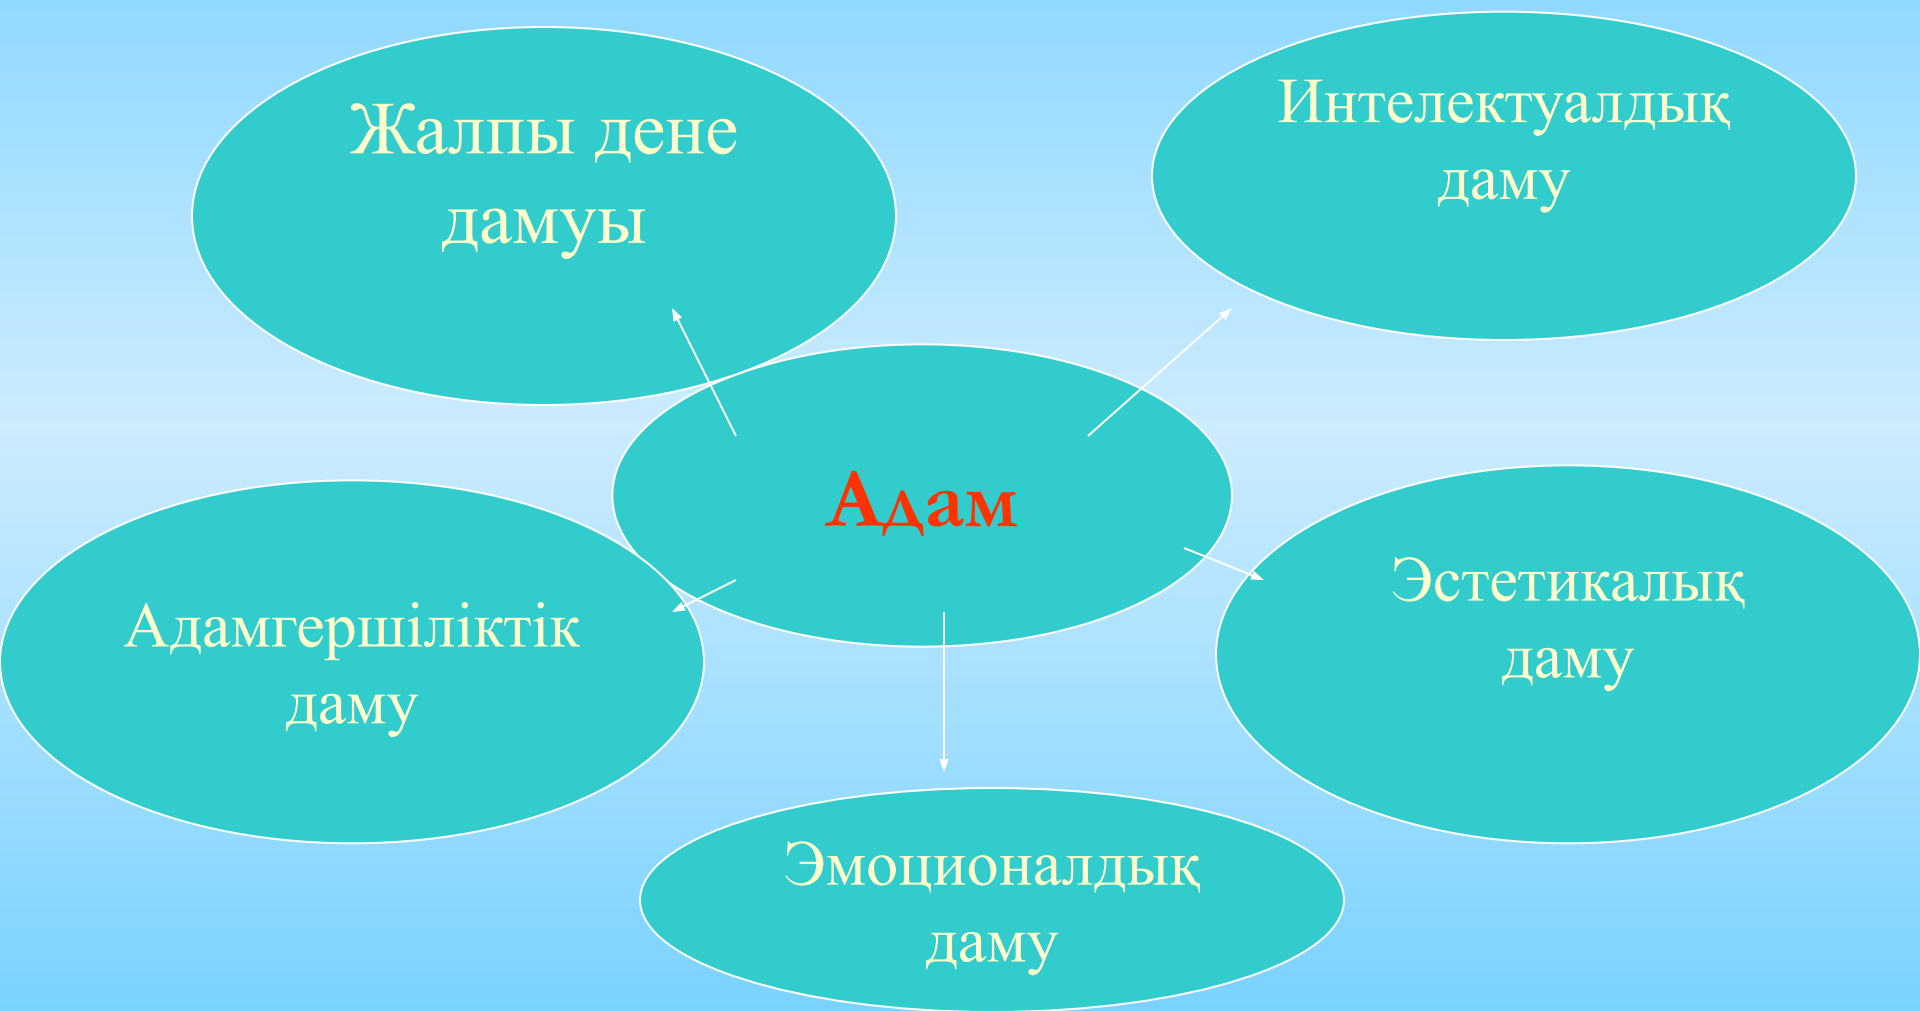 Жалпы дене
дамуы
Интелектуалдық
даму
Адам
Адамгершіліктік
даму
Эстетикалық
даму
Эмоционалдық
даму